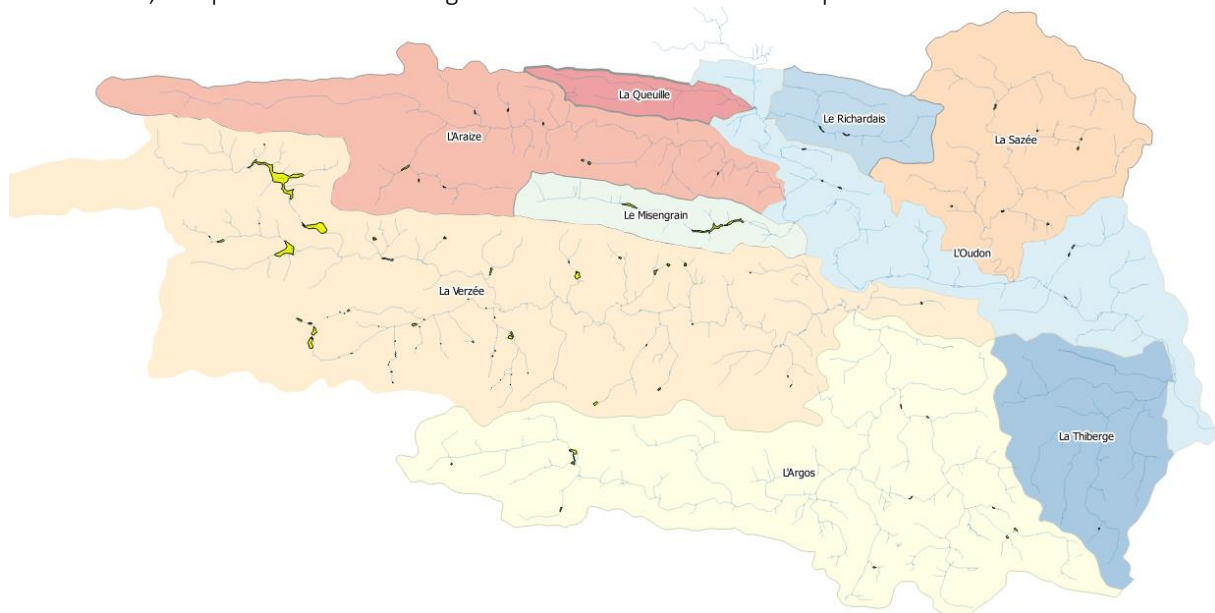 La Queuille
Le Richardais
L'Araize
La Sazée
Le Misengrain
L'Oudon
La Verzée
La Thiberge
L'Argos